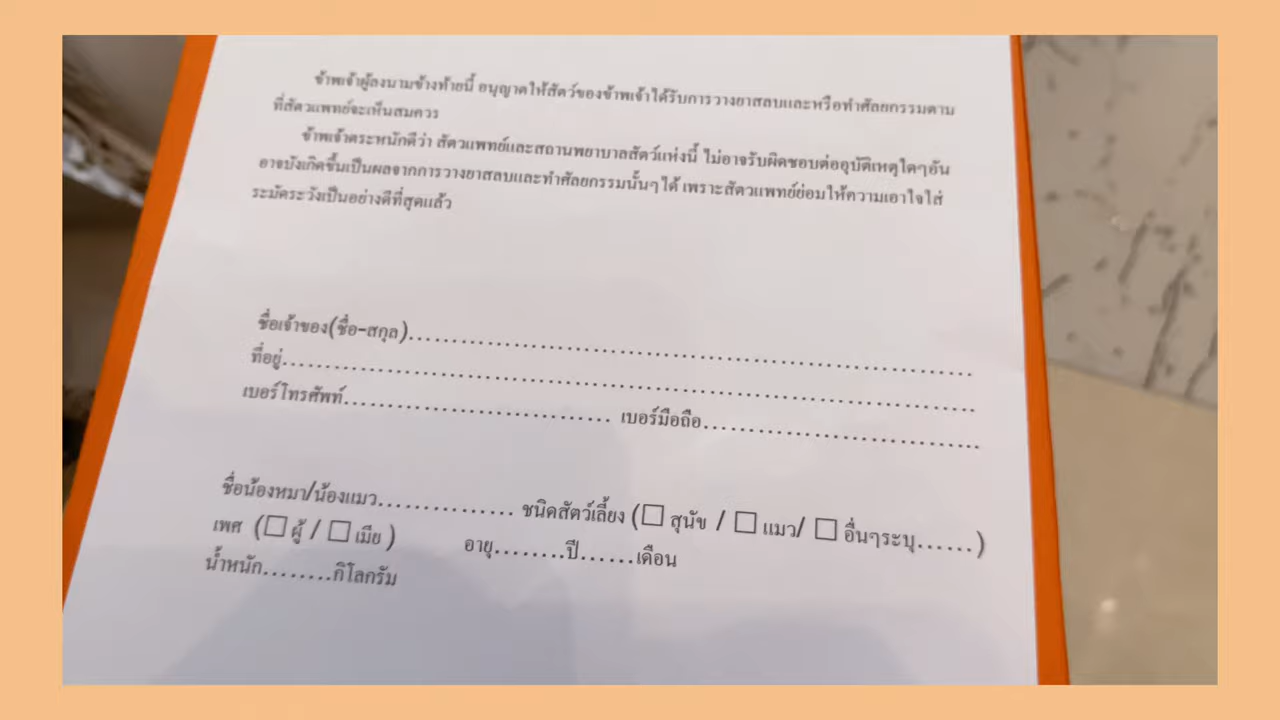 ข้าพเจ้าผู้ลงนามข้างท้ายนี้ อนุญาตให้สัตว์ของข้าพเจ้าได้รับการวางยาสลบและหรือทำศัลยกรรมตาม
ที่สัตวแพทย์จะเห็นสมควร
ข้าพเจ้าตระหนักดีว่า สัตวแพทย์และสถานพยาบาลสัตว์แห่งนี้ ไม่อาจรับผิดชอบต่ออุบัติเหตุใดๆอัน
อาจบังเกิดขึ้นเป็นผลจากการวางยาสลบและทำศัลยกรรมนั้นๆได้ เพราะสัตวแพทย์ย่อมให้ความเอาใจใส่
ระมัดระวังเป็นอย่างดีที่สุดแล้ว
ชื่อเจ้าของ(ชื่อ-สกุล)..........................................................
ที่อยู่......................................................................
เบอร์โทรศัพท์............................ เบอร์มือถือ............................
ชื่อน้องหมา/น้องแมว............... ชนิดสัตว์เลี้ยง (☐ สุนัข / ☐ แมว/ ☐ อื่นๆระบุ......)
เพศ (☐ ผู้ / ☐ เมีย ) อายุ........ปี......เดือน
น้ำหนัก........กิโลกรัม